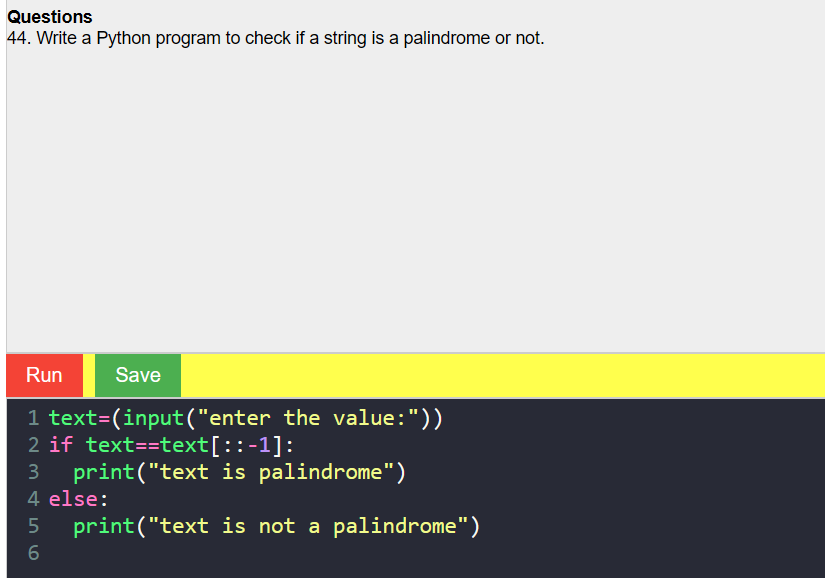 Questions
44. Write a Python program to check if a string is a palindrome or not.
Run Save
1 text=(input("enter the value:"))
2 if text==text[::-1]:
3   print("text is palindrome")
4 else:
5   print("text is not a palindrome")
6